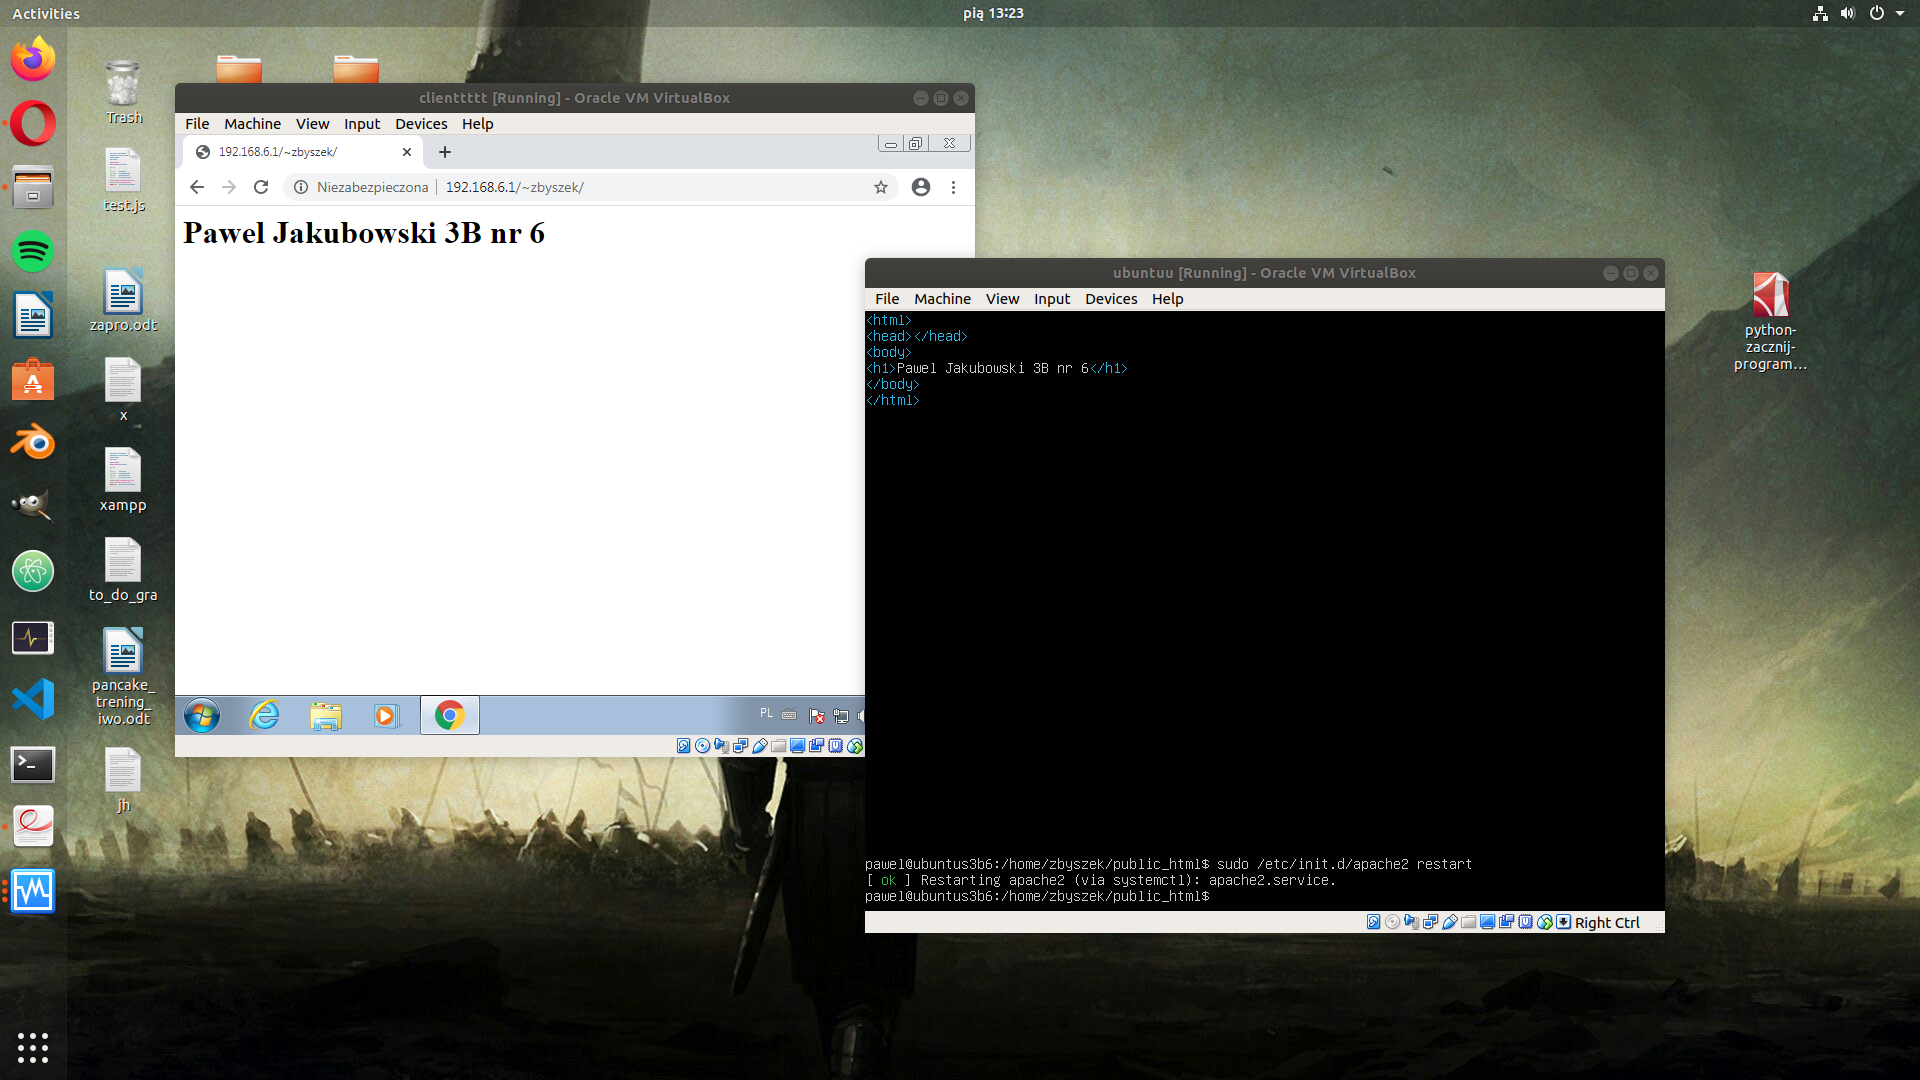 Activities
pią 13:23
Trash
test.js
zapro.odt
x
xampp
to_do_gra
pancake_
trening_
iwo.odt
jh
clienttttt [Running] - Oracle VM VirtualBox
File Machine View Input Devices Help
192.168.6.1/~zbyszek/
Niezabezpieczona 192.168.6.1/~zbyszek/
Pawel Jakubowski 3B nr 6
PL
ubuntuu [Running] - Oracle VM VirtualBox
File Machine View Input Devices Help
<html>
<head></head>
<body>
<h1>Pawel Jakubowski 3B nr 6</h1>
</body>
</html>
pawel@ubuntus3b6:/home/zbyszek/public_html$ sudo /etc/init.d/apache2 restart
[ ok ] Restarting apache2 (via systemctl): apache2.service.
pawel@ubuntus3b6:/home/zbyszek/public_html$
Right Ctrl
python-
zacznij-
program...